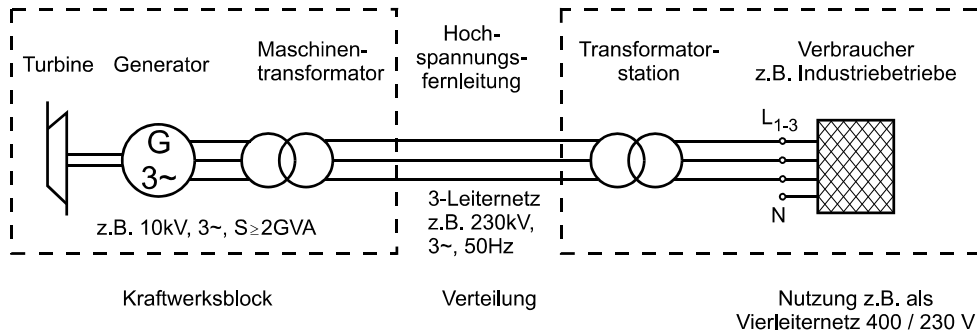 Turbine
Generator
Maschinen-
transformator
Hoch-
spannungs-
fernleitung
Transformator-
station
Verbraucher
z.B. Industriebetriebe
G
3~
L1-3
N
z.B. 10kV, 3~, S≥2GVA
3-Leiternetz
z.B. 230kV,
3~, 50Hz
Kraftwerksblock
Verteilung
Nutzung z.B. als
Vierleiternetz 400 / 230 V